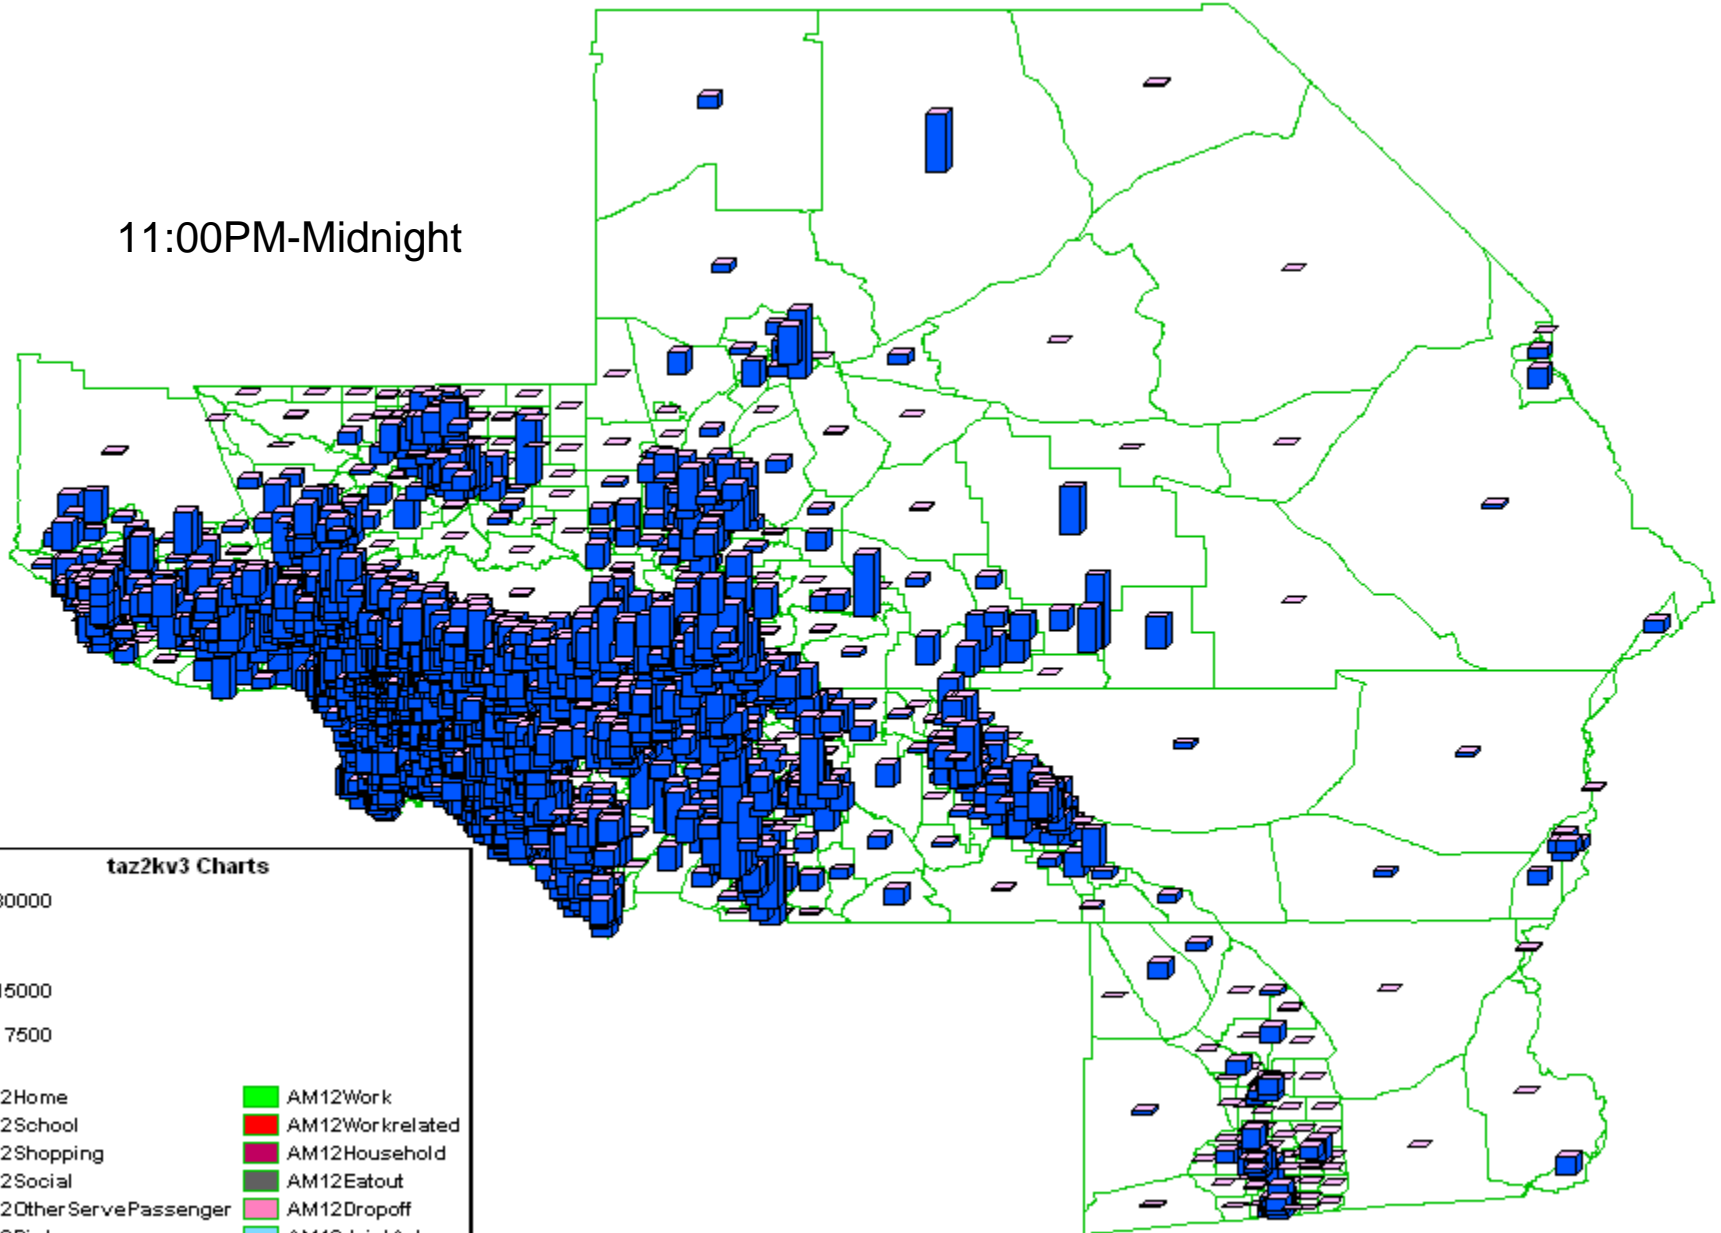 11:00PM-Midnight
taz2kv3 Charts
30000
15000
7500
2Home AM12Work
2School AM12Workrelated
2Shopping AM12Household
2Social AM12Eatout
2OtherServePassenger AM12Dropoff